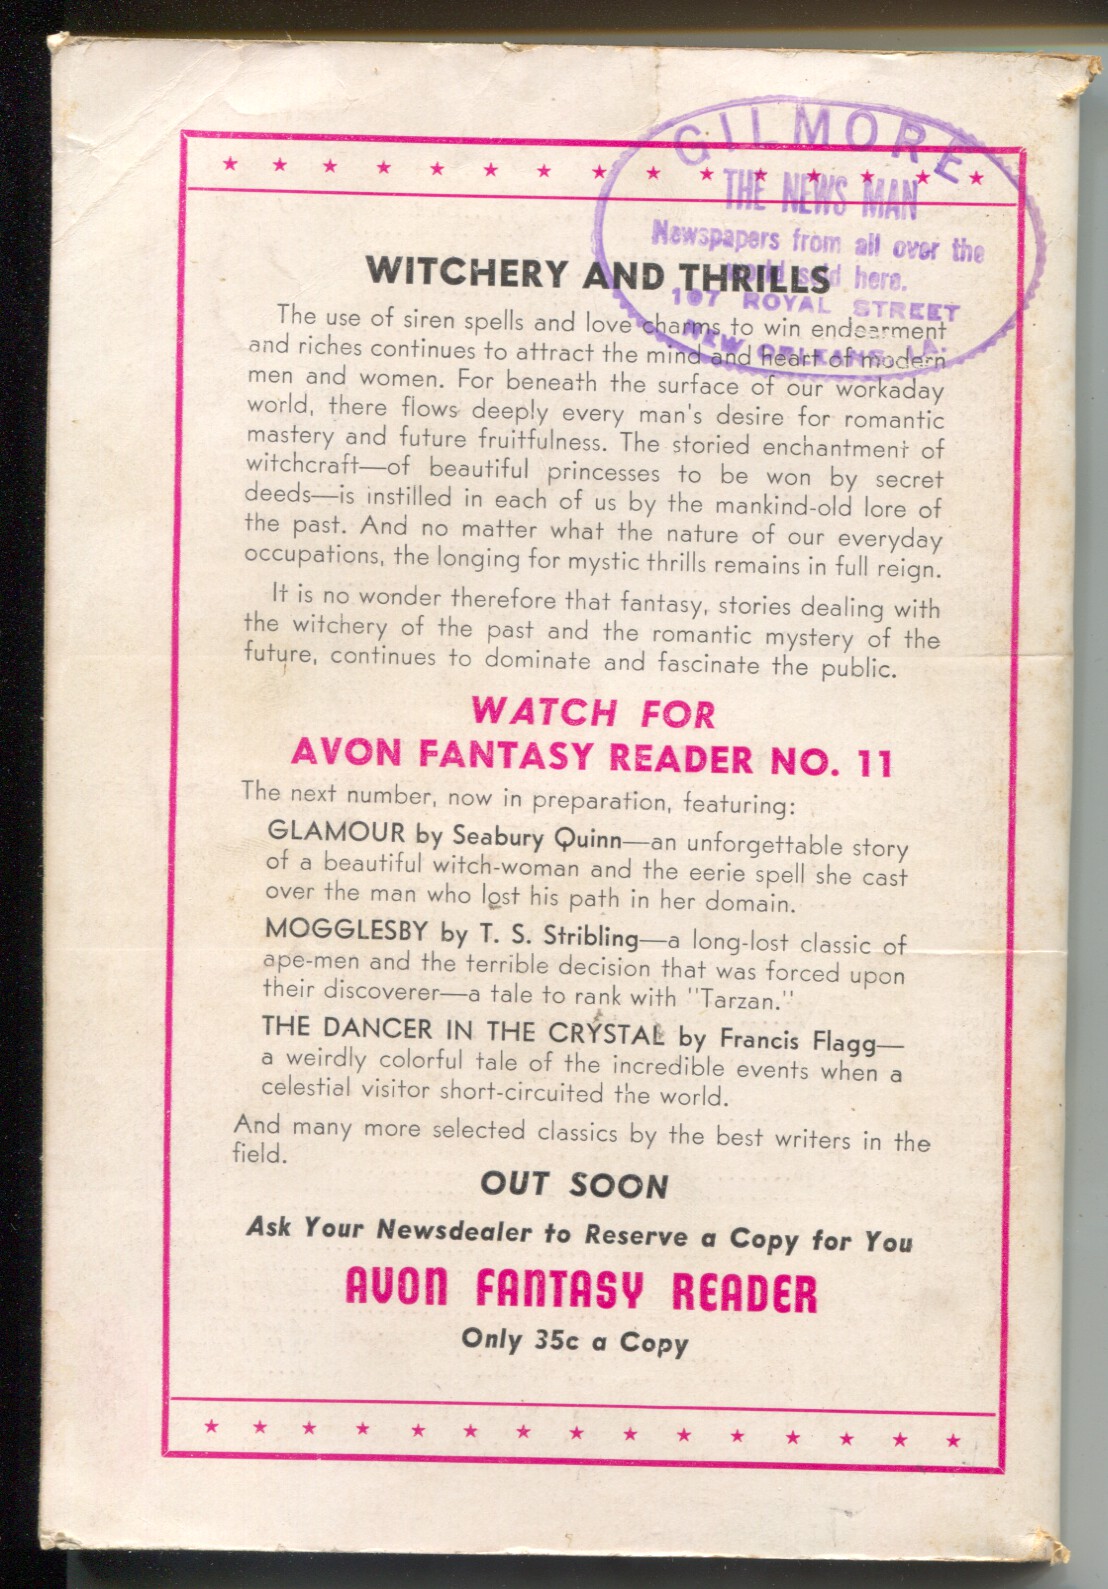 GILMORE
THE NEWS MAN
Newspapers from all over the
world sold here.
107 ROYAL STREET
NEW ORLEANS, LA.
WITCHERY AND THRILLS
The use of siren spells and love charms to win endearment
and riches continues to attract the mind and heart of modern
men and women. For beneath the surface of our workaday
world, there flows deeply every man's desire for romantic
mastery and future fruitfulness. The storied enchantment of
witchcraft—of beautiful princesses to be won by secret
deeds—is instilled in each of us by the mankind-old lore of
the past. And no matter what the nature of our everyday
occupations, the longing for mystic thrills remains in full reign.
It is no wonder therefore that fantasy, stories dealing with
the witchery of the past and the romantic mystery of the
future, continues to dominate and fascinate the public.
WATCH FOR
AVON FANTASY READER NO. 11
The next number, now in preparation, featuring:
GLAMOUR by Seabury Quinn—an unforgettable story
of a beautiful witch-woman and the eerie spell she cast
over the man who lost his path in her domain.
MOGGLESBY by T. S. Stribling—a long-lost classic of
ape-men and the terrible decision that was forced upon
their discoverer—a tale to rank with "Tarzan."
THE DANCER IN THE CRYSTAL by Francis Flagg—
a weirdly colorful tale of the incredible events when a
celestial visitor short-circuited the world.
And many more selected classics by the best writers in the
field.
OUT SOON
Ask Your Newsdealer to Reserve a Copy for You
AVON FANTASY READER
Only 35c a Copy